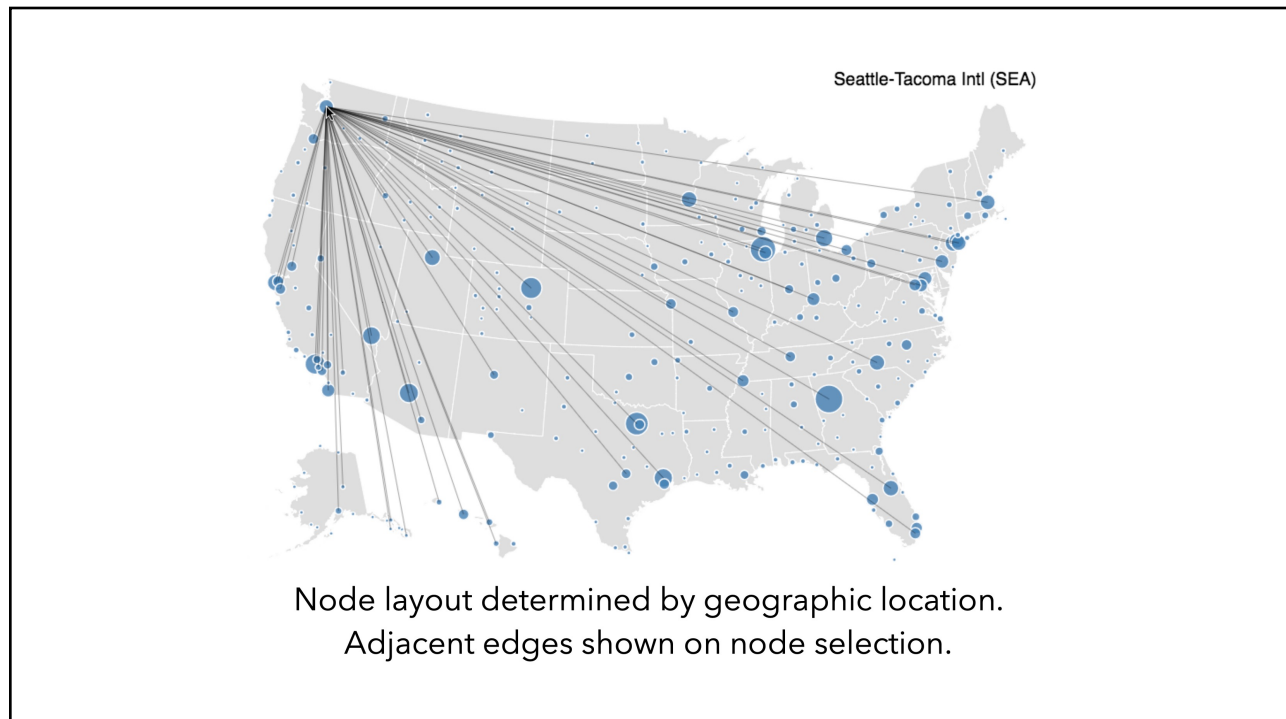 Seattle-Tacoma Intl (SEA)
Node layout determined by geographic location.
Adjacent edges shown on node selection.